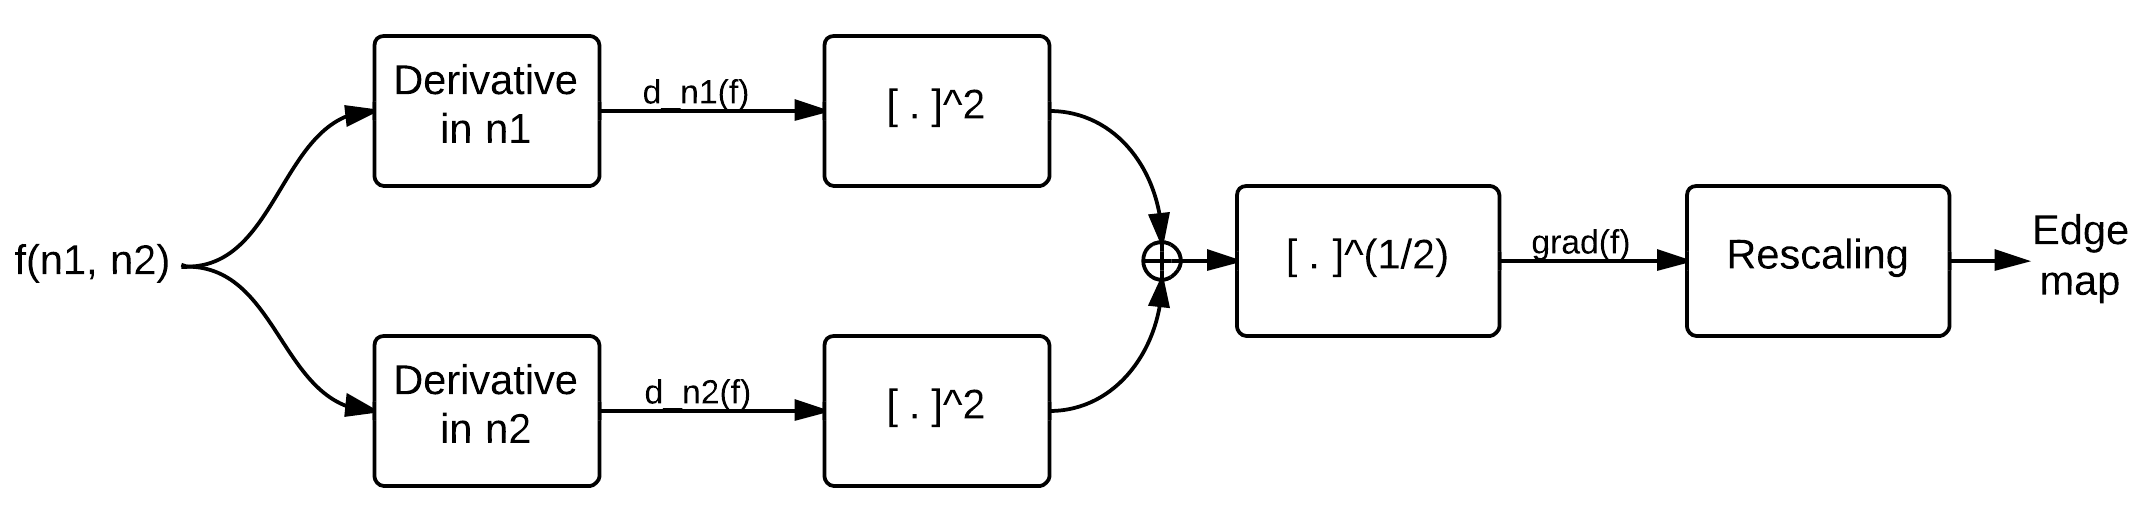 f(n1, n2)
Derivative
in n1
d_n1(f)
[ . ]^2
Derivative
in n2
d_n2(f)
[ . ]^2
[ . ]^(1/2)
grad(f)
Rescaling
Edge
map